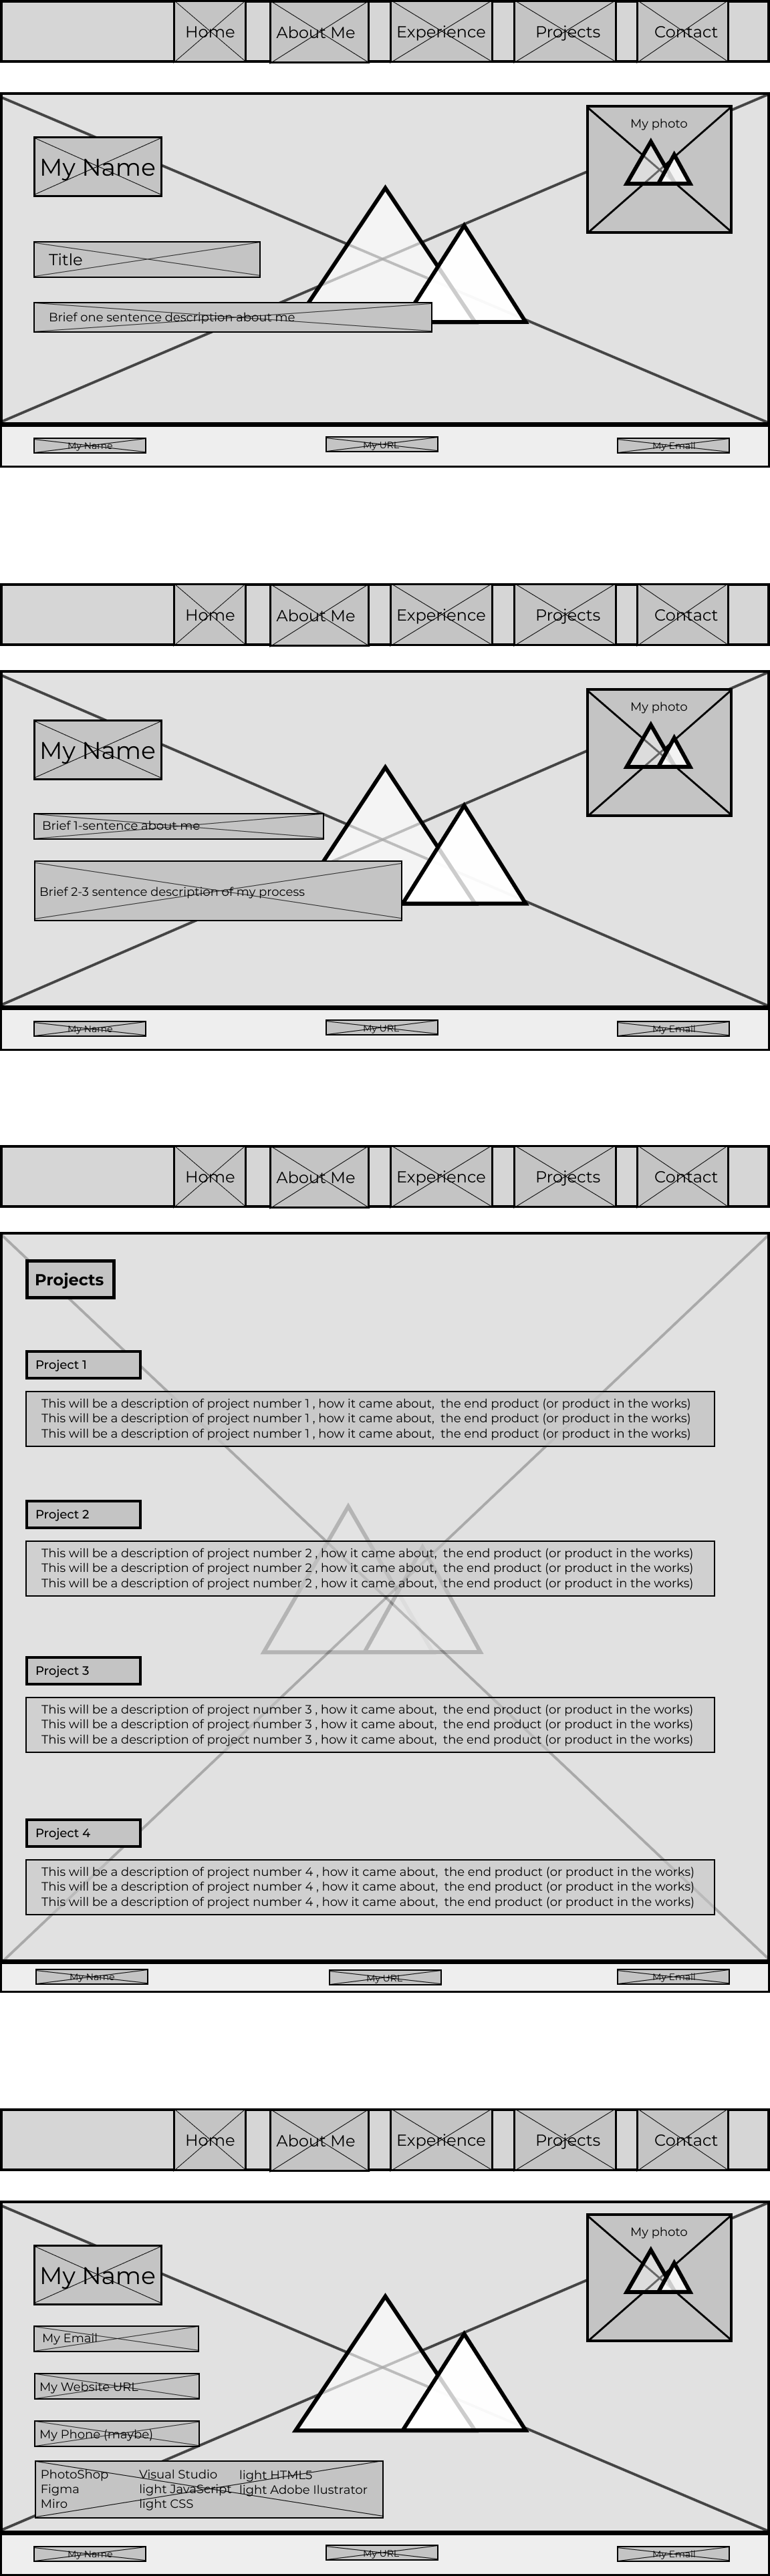 Home About Me Experience Projects Contact
My photo
My Name
Title
Brief one sentence description about me
My Name My URL My Email
Home About Me Experience Projects Contact
My photo
My Name
Brief 1-sentence about me
Brief 2-3 sentence description of my process
My Name My URL My Email
Home About Me Experience Projects Contact
Projects
Project 1
This will be a description of project number 1 , how it came about, the end product (or product in the works)
This will be a description of project number 1 , how it came about, the end product (or product in the works)
This will be a description of project number 1 , how it came about, the end product (or product in the works)
Project 2
This will be a description of project number 2 , how it came about, the end product (or product in the works)
This will be a description of project number 2 , how it came about, the end product (or product in the works)
This will be a description of project number 2 , how it came about, the end product (or product in the works)
Project 3
This will be a description of project number 3 , how it came about, the end product (or product in the works)
This will be a description of project number 3 , how it came about, the end product (or product in the works)
This will be a description of project number 3 , how it came about, the end product (or product in the works)
Project 4
This will be a description of project number 4 , how it came about, the end product (or product in the works)
This will be a description of project number 4 , how it came about, the end product (or product in the works)
This will be a description of project number 4 , how it came about, the end product (or product in the works)
My Name My URL My Email
Home About Me Experience Projects Contact
My photo
My Name
My Email
My Website URL
My Phone (maybe)
PhotoShop Visual Studio light HTML5
Figma light JavaScript light Adobe Ilustrator
Miro light CSS
My Name My URL My Email